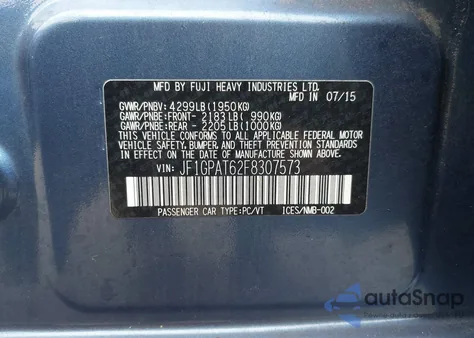 MFD BY FUJI HEAVY INDUSTRIES LTD.
MFD IN 07/15
GVWR/PNBV: 4299LB(1950KG)
GAWR/PNBE:FRONT- 2183LB( 990KG)
GAWR/PNBE:REAR - 2205LB(1000KG)
THIS VEHICLE CONFORMS TO ALL APPLICABLE FEDERAL MOTOR
VEHICLE SAFETY, BUMPER, AND THEFT PREVENTION STANDARDS
IN EFFECT ON THE DATE OF MANUFACTURE SHOWN ABOVE.
VIN: JF1GPAT62F8307573
PASSENGER CAR TYPE:PC/VT ICES/NMB-002
autoSnap